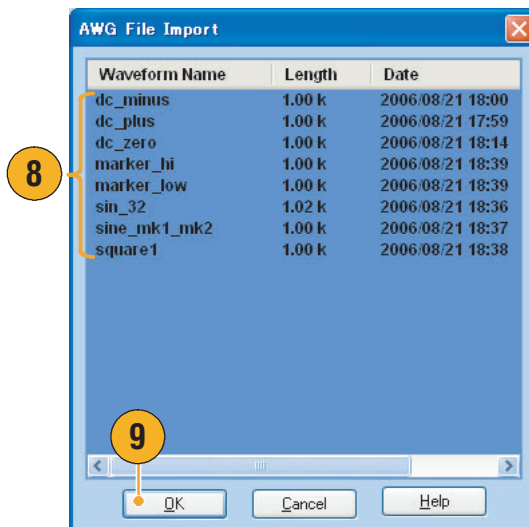 AWG File Import
Waveform Name Length Date
dc_minus 1.00 k 2006/08/21 18:00
dc_plus 1.00 k 2006/08/21 17:59
dc_zero 1.00 k 2006/08/21 18:14
marker_hi 1.00 k 2006/08/21 18:39
marker_low 1.00 k 2006/08/21 18:39
sin_32 1.02 k 2006/08/21 18:36
sine_mk1_mk2 1.00 k 2006/08/21 18:37
square1 1.00 k 2006/08/21 18:38
8
9
OK Cancel Help